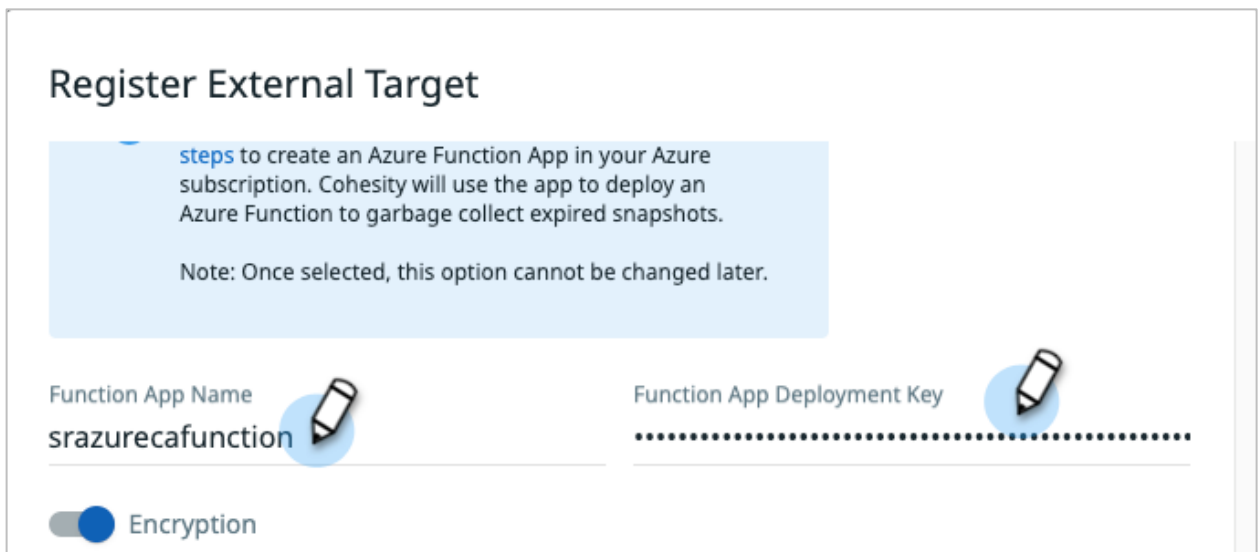 Register External Target
steps to create an Azure Function App in your Azure
subscription. Cohesity will use the app to deploy an
Azure Function to garbage collect expired snapshots.
Note: Once selected, this option cannot be changed later.
Function App Name
Function App Deployment Key
srazurecafunction
Encryption